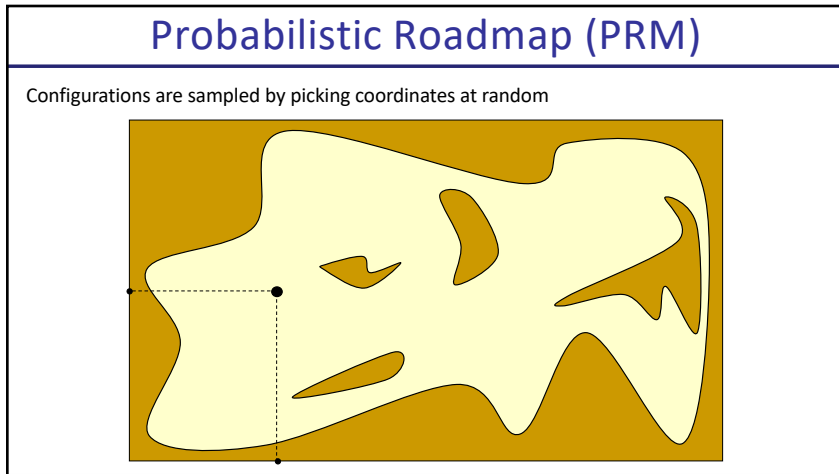 Probabilistic Roadmap (PRM)
Configurations are sampled by picking coordinates at random